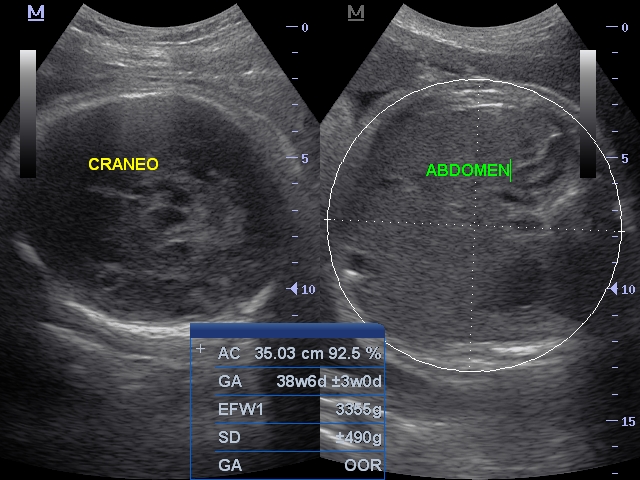 M
M
0
0
CRANEO
5
ABDOMEN
5
10
10
+ AC 35.03 cm 92.5 %
GA 38w6d ±3w0d
EFW1 3355g
SD ±490g
GA OOR
15